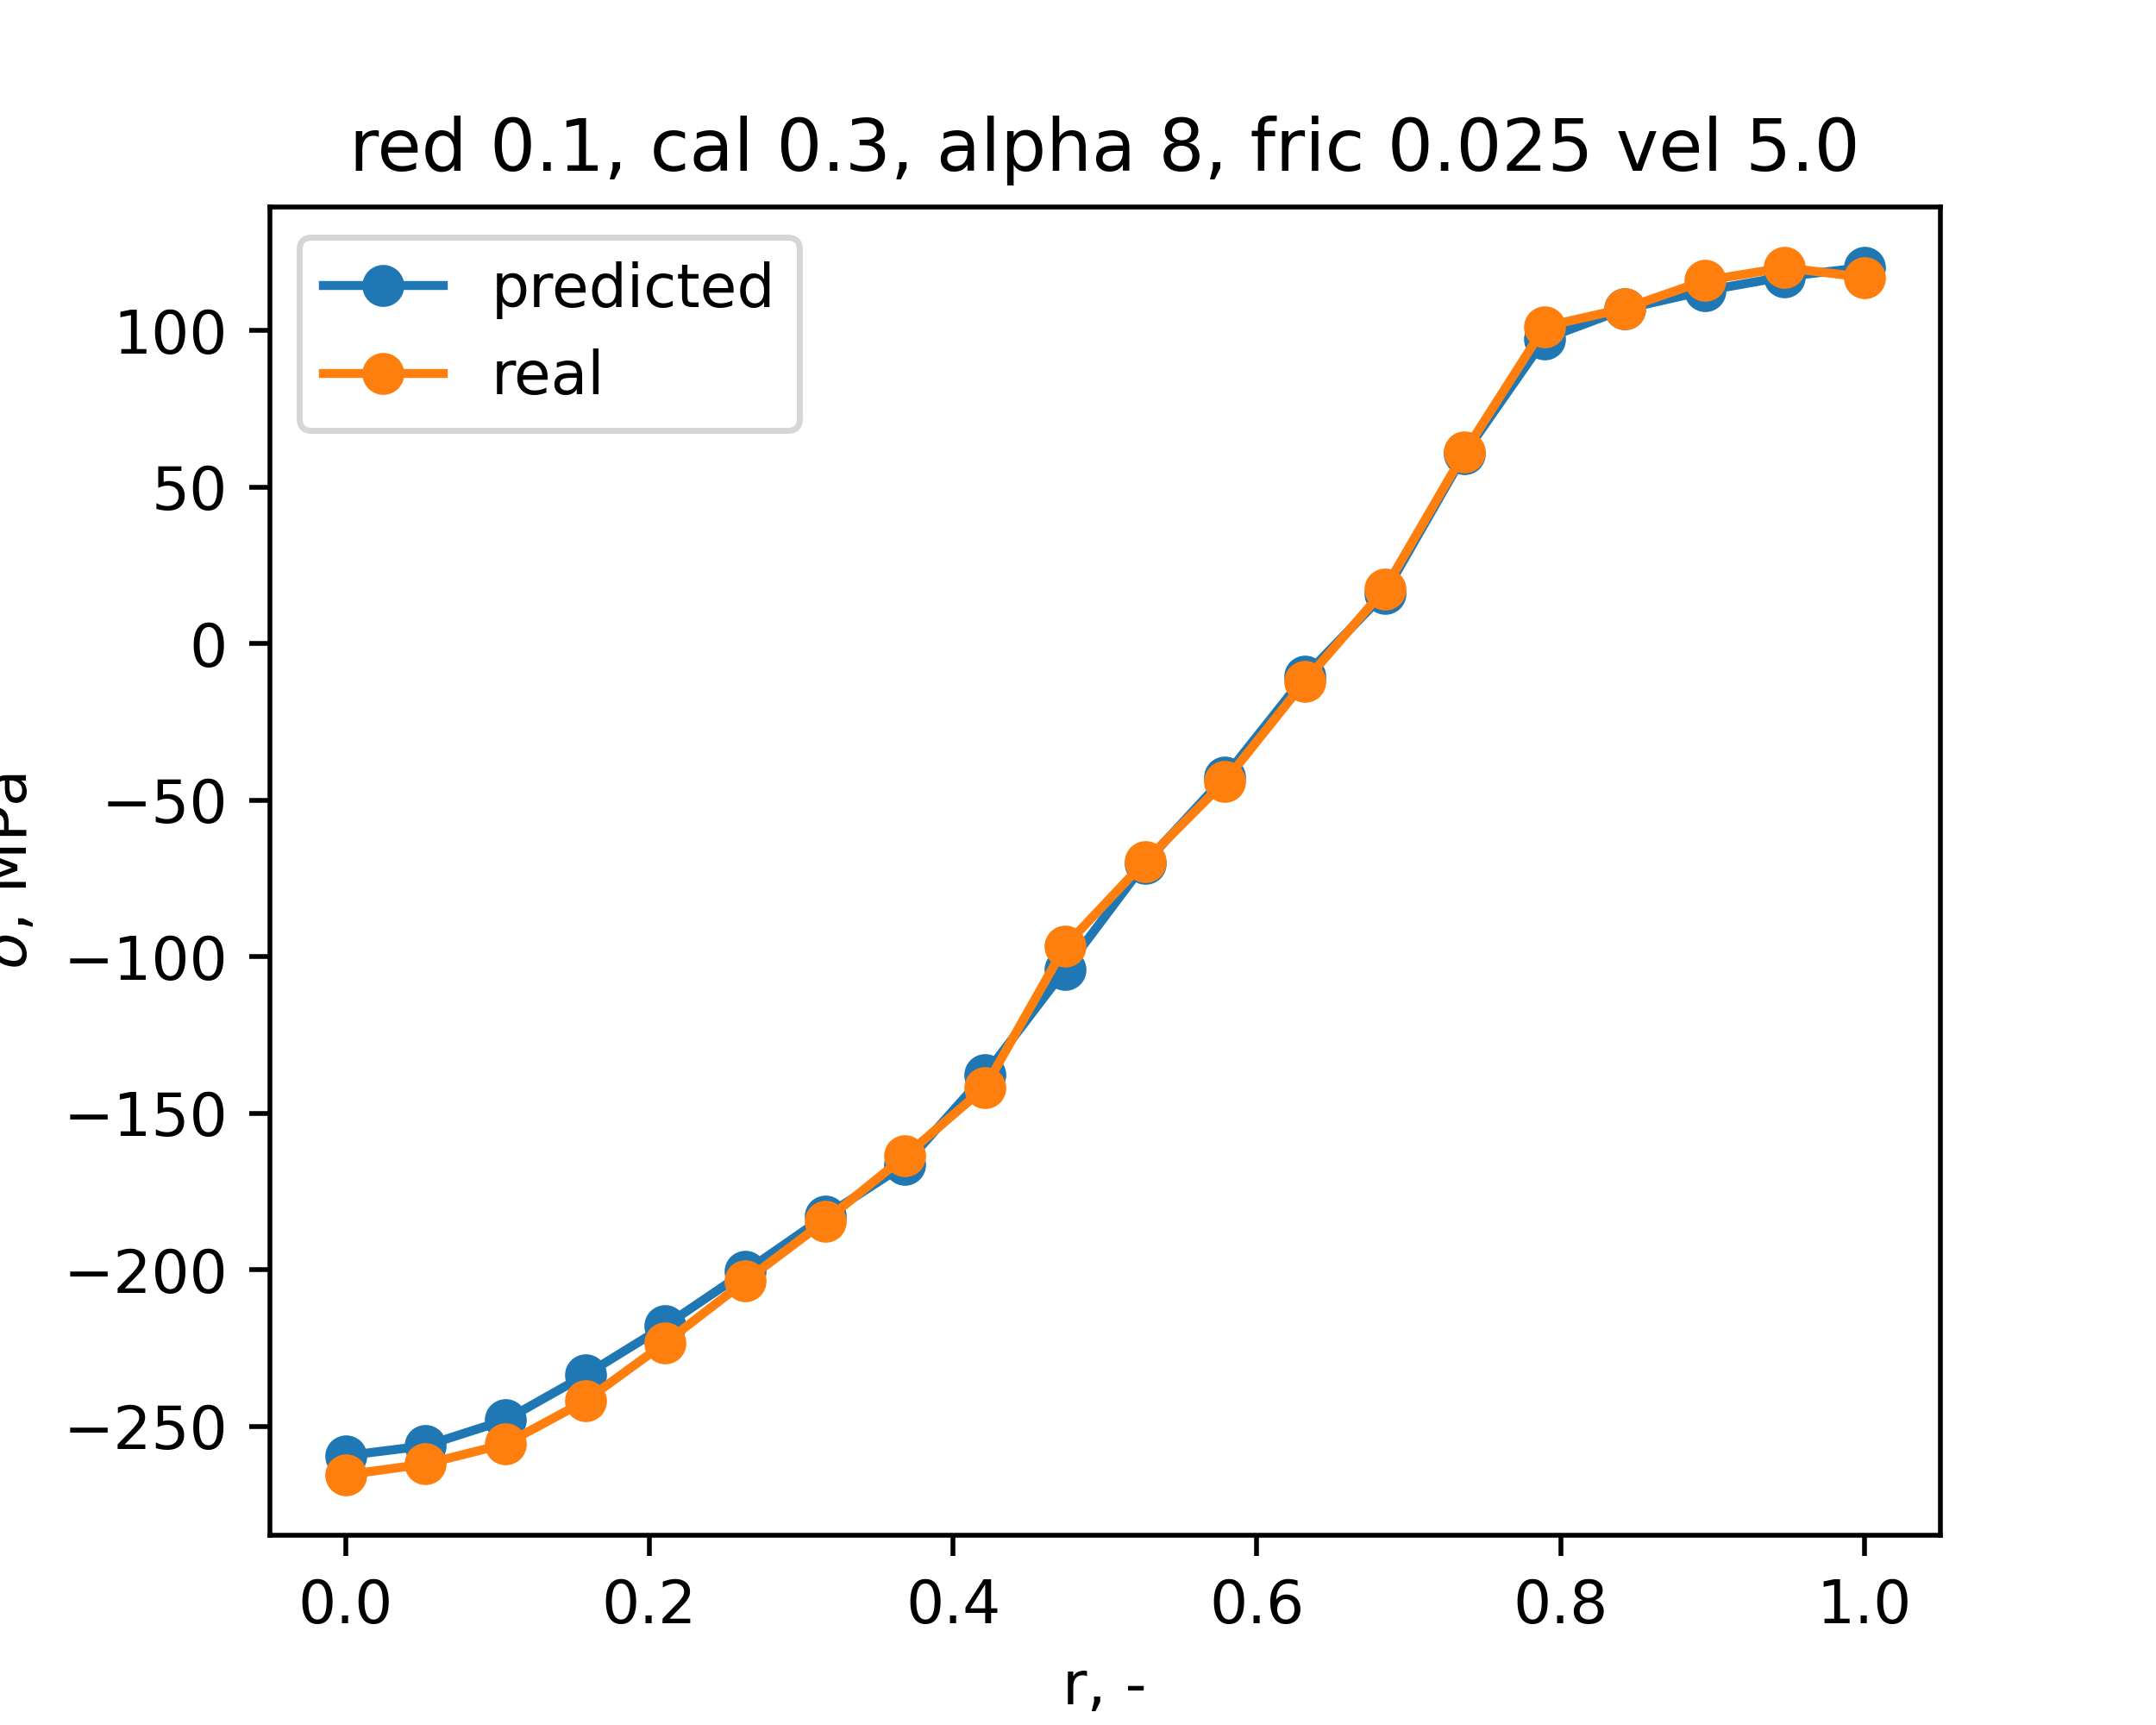 red 0.1, cal 0.3, alpha 8, fric 0.025 vel 5.0
predicted
real
100
50
0
−50
−100
−150
−200
−250
σ, MPa
0.0 0.2 0.4 0.6 0.8 1.0
r, -